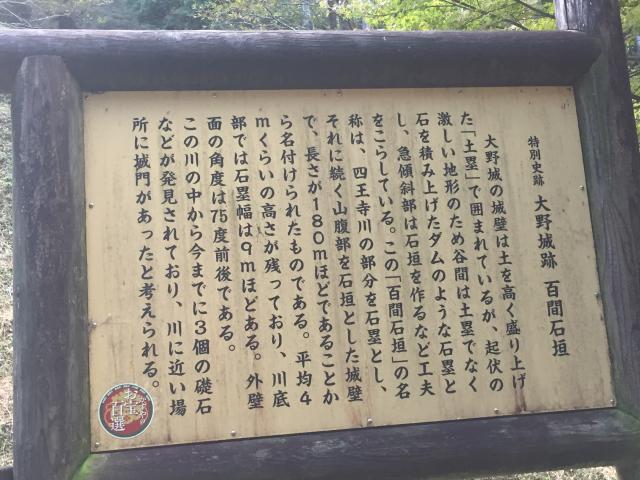 特別史跡 大野城跡 百間石垣
大野城の城壁は土を高く盛り上げ
た「土塁」で囲まれているが、起伏の
激しい地形のため谷間は土塁でなく
石を積み上げたダムのような石塁と
し、急傾斜部は石垣を作るなど工夫
をこらしている。この「百間石垣」の名
称は、四王寺川の部分を石塁とし、
それに続く山腹部を石垣とした城壁
で、長さが180mほどであることか
ら名付けられたものである。平均4
mくらいの高さが残っており、川底
部では石塁幅は9mほどある。外壁
面の角度は75度前後である。
この川の中から今までに3個の礎石
などが発見されており、川に近い場
所に城門があったと考えられる。
お宝
百選